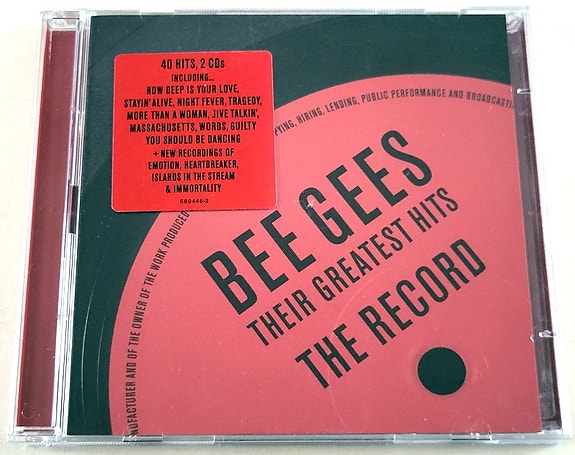 40 HITS, 2 CDs
INCLUDING...
HOW DEEP IS YOUR LOVE,
STAYIN' ALIVE, NIGHT FEVER, TRAGEDY,
MORE THAN A WOMAN, JIVE TALKIN',
MASSACHUSETTS, WORDS, GUILTY
YOU SHOULD BE DANCING
+ NEW RECORDINGS OF
EMOTION, HEARTBREAKER,
ISLANDS IN THE STREAM
& IMMORTALITY
589446-2
PYING, HIRING, LENDING, PUBLIC PERFORMANCE AND BROADCASTI
UFACTURER AND OF THE OWNER OF THE WORK PRODUCED
BEE GEES
THEIR GREATEST HITS
THE RECORD